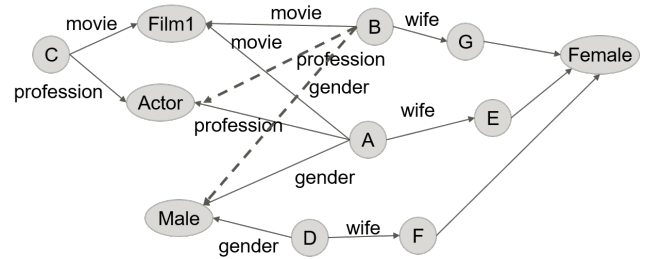 movie
Film1
movie
B
wife
G
Female
C
movie
profession
profession
Actor
gender
profession
wife
E
A
gender
Male
gender
D
wife
F